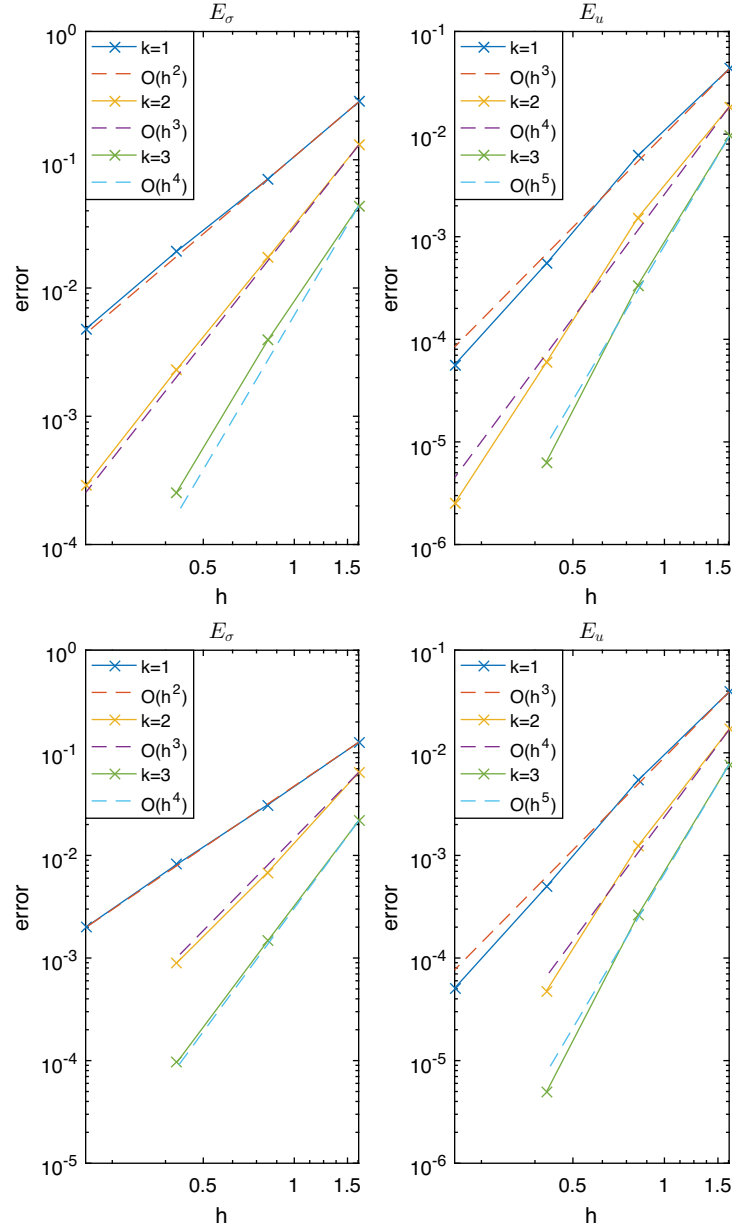 E_σ
10^0
10^-1
10^-2
10^-3
10^-4
error
k=1
O(h^2)
k=2
O(h^3)
k=3
O(h^4)
0.5
1
1.5
h
E_u
10^-1
10^-2
10^-3
10^-4
10^-5
10^-6
error
k=1
O(h^3)
k=2
O(h^4)
k=3
O(h^5)
0.5
1
1.5
h
E_σ
10^0
10^-1
10^-2
10^-3
10^-4
10^-5
error
k=1
O(h^2)
k=2
O(h^3)
k=3
O(h^4)
0.5
1
1.5
h
E_u
10^-1
10^-2
10^-3
10^-4
10^-5
10^-6
error
k=1
O(h^3)
k=2
O(h^4)
k=3
O(h^5)
0.5
1
1.5
h